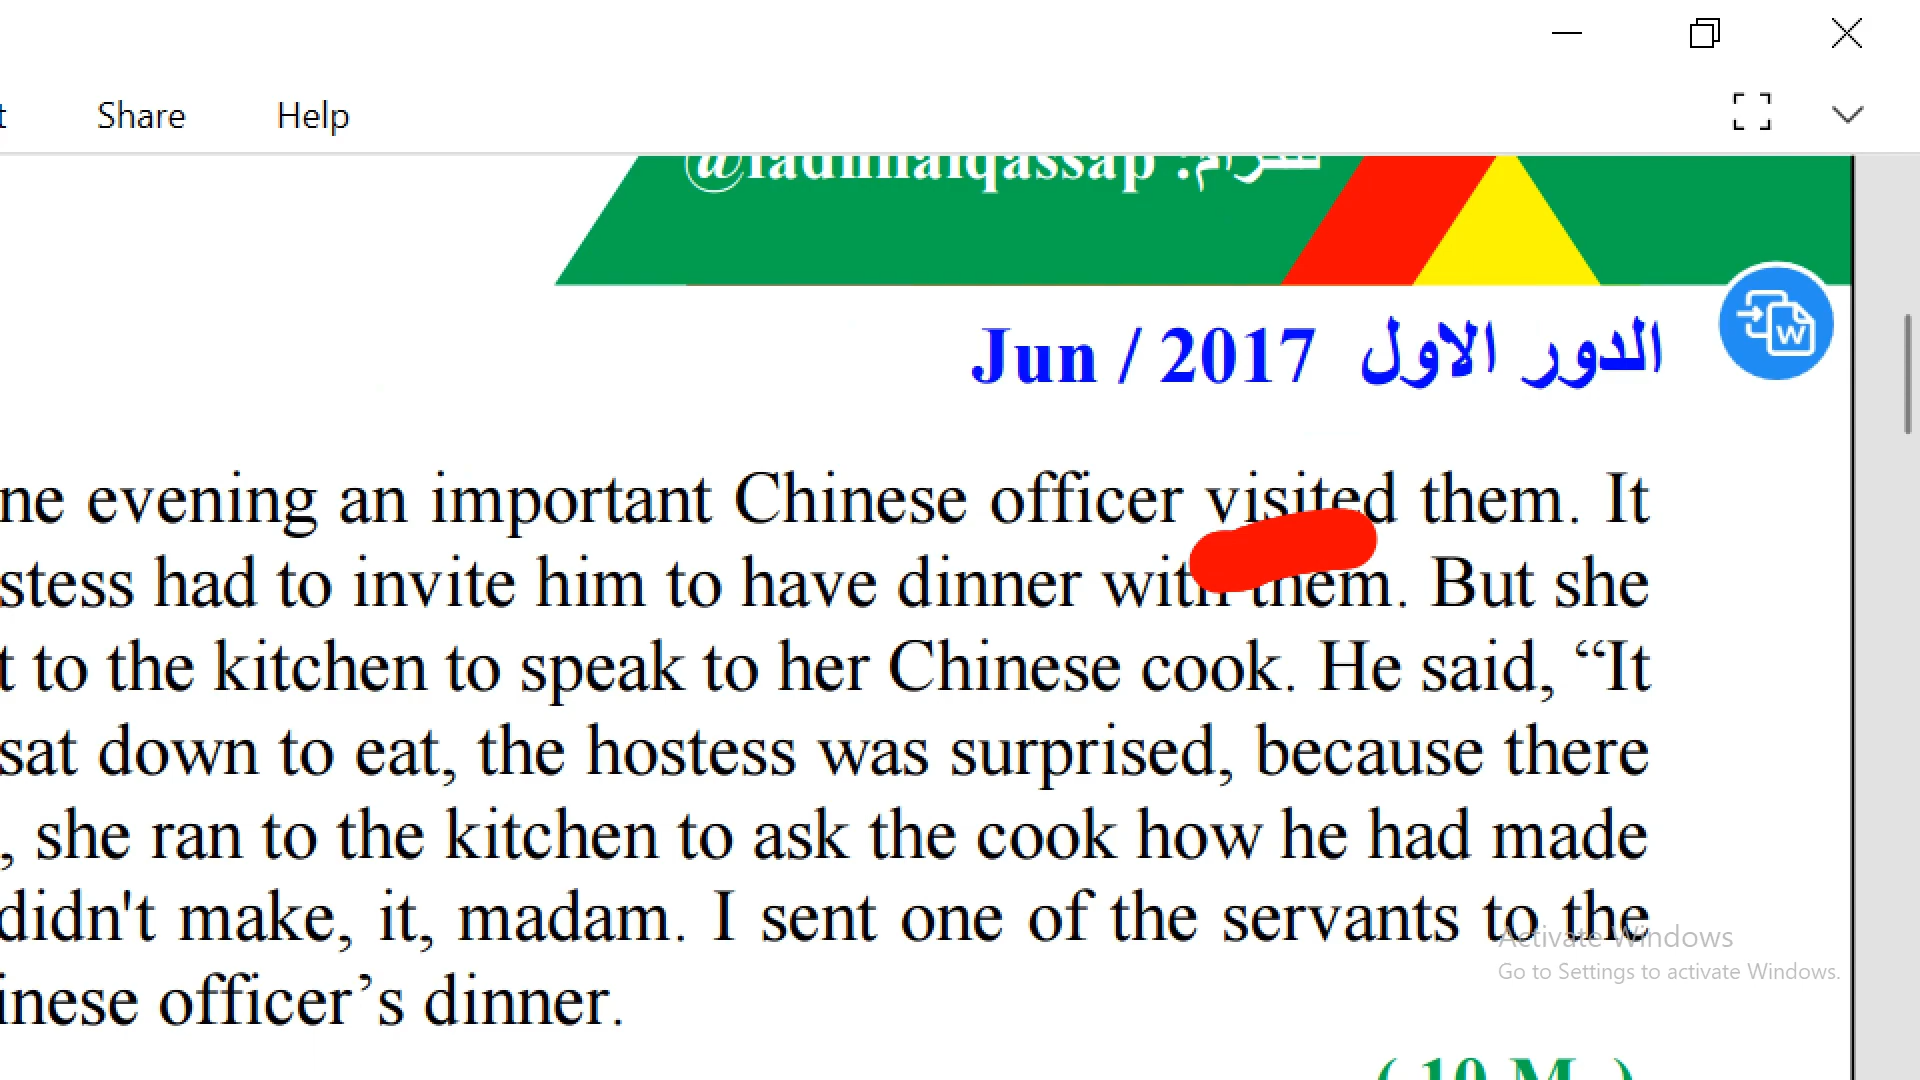 Share Help
الدور الاول Jun / 2017
ne evening an important Chinese officer visited them. It
stess had to invite him to have dinner with them. But she
t to the kitchen to speak to her Chinese cook. He said, “It
sat down to eat, the hostess was surprised, because there
, she ran to the kitchen to ask the cook how he had made
didn't make, it, madam. I sent one of the servants to the
Activate Windows
Go to Settings to activate Windows.
inese officer’s dinner.
( 10 M )